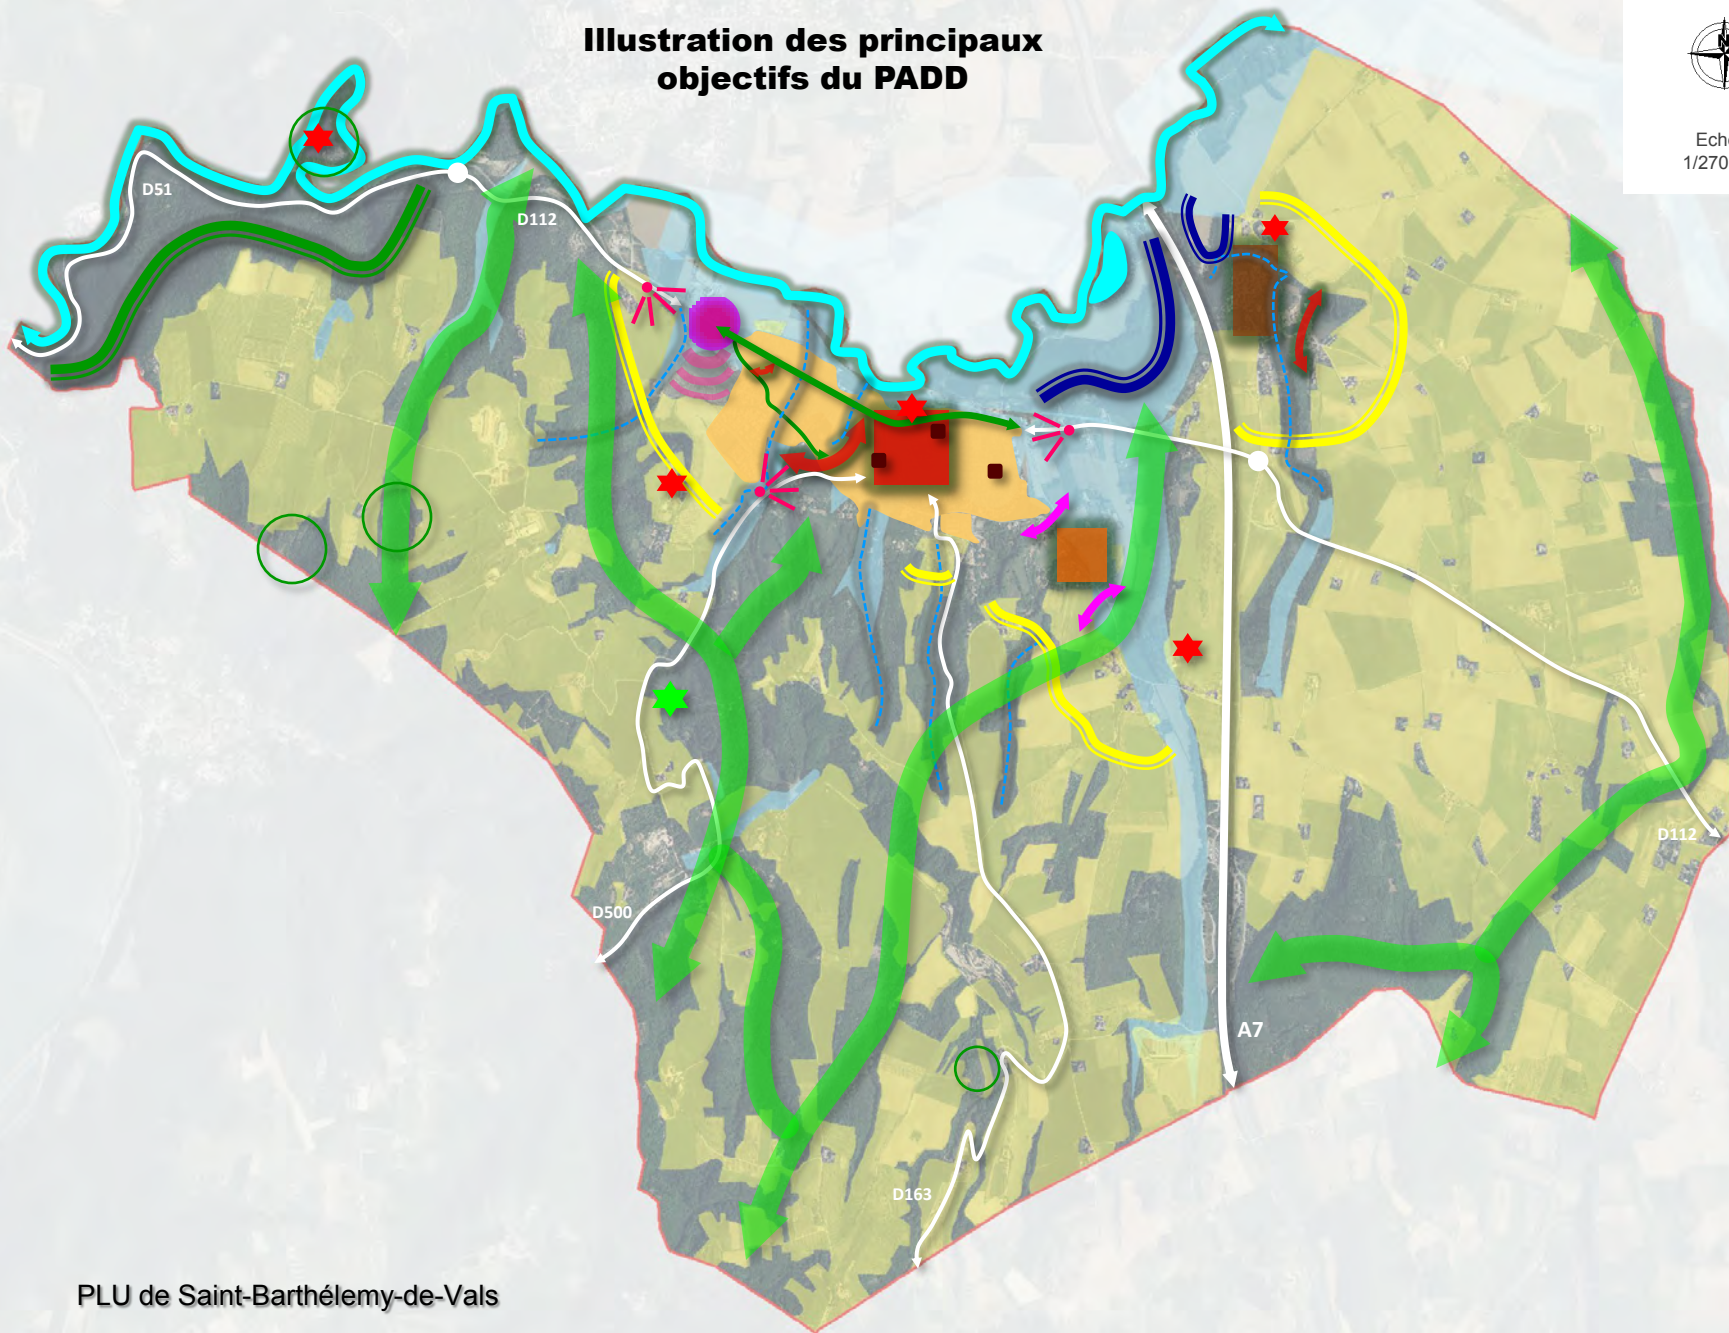 Illustration des principaux
objectifs du PADD
N
1/270
D51
D112
D112
D500
A7
D163
PLU de Saint-Barthélemy-de-Vals